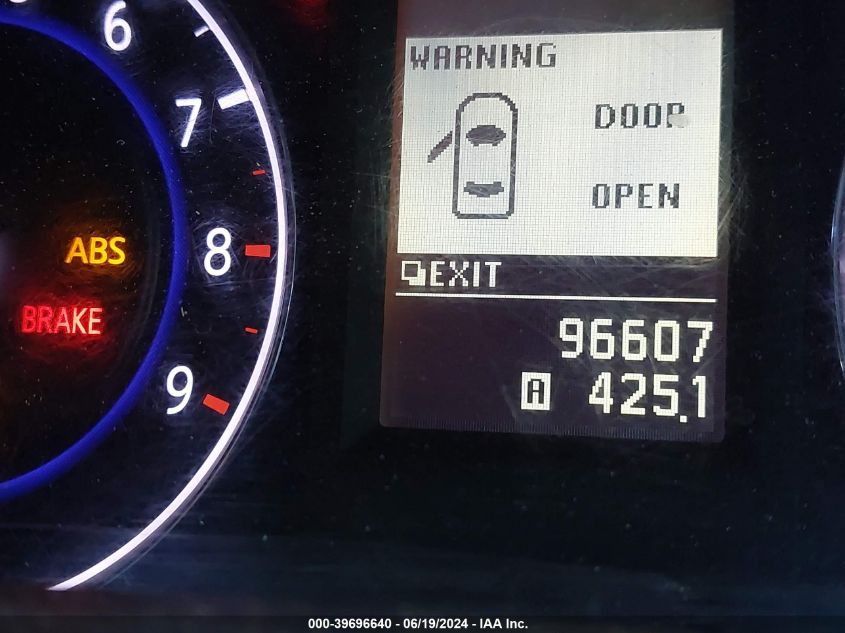 6
7
8
9
ABS
BRAKE
WARNING
DOOR
OPEN
EXIT
96607
A 425.1
000-39696640 - 06/19/2024 - IAA Inc.